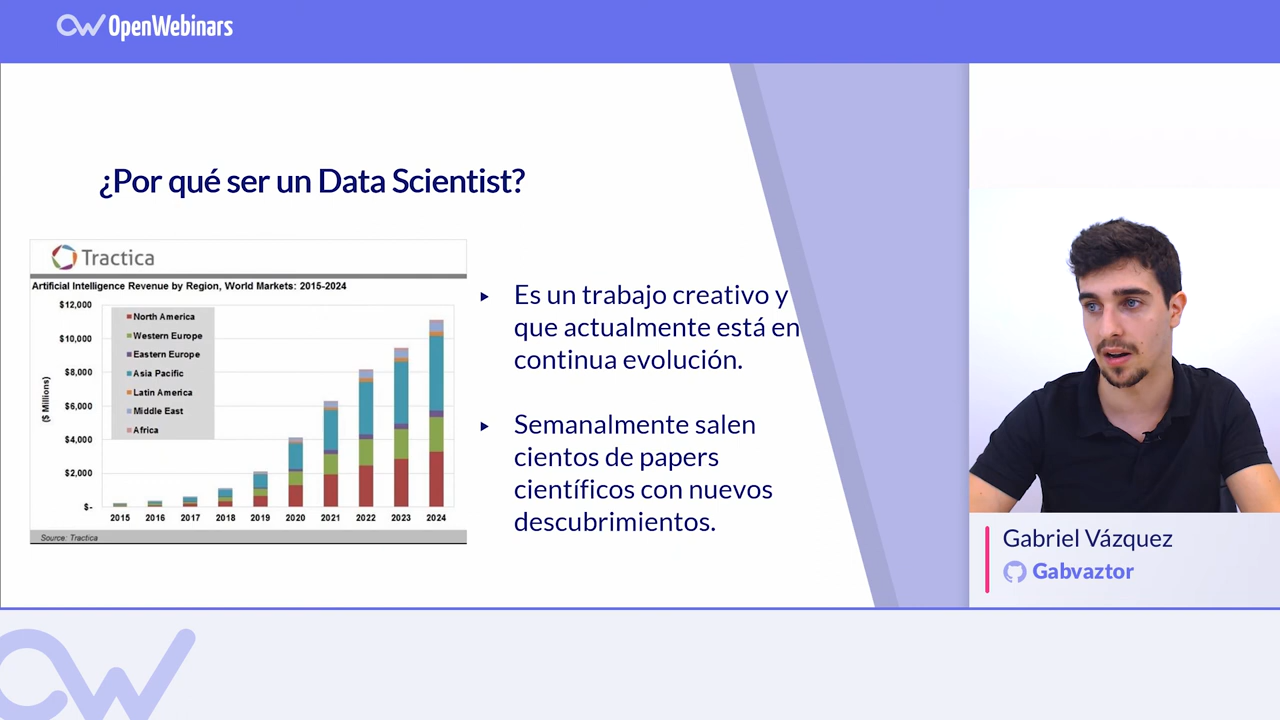 OpenWebinars
¿Por qué ser un Data Scientist?
Tractica
Artificial Intelligence Revenue by Region, World Markets: 2015-2024
($ Millions)
$12,000
$10,000
$8,000
$6,000
$4,000
$2,000
$-
North America
Western Europe
Eastern Europe
Asia Pacific
Latin America
Middle East
Africa
2015 2016 2017 2018 2019 2020 2021 2022 2023 2024
Source: Tractica
Es un trabajo creativo y
que actualmente está en
continua evolución.
Semanalmente salen
cientos de papers
científicos con nuevos
descubrimientos.
Gabriel Vázquez
Gabvaztor